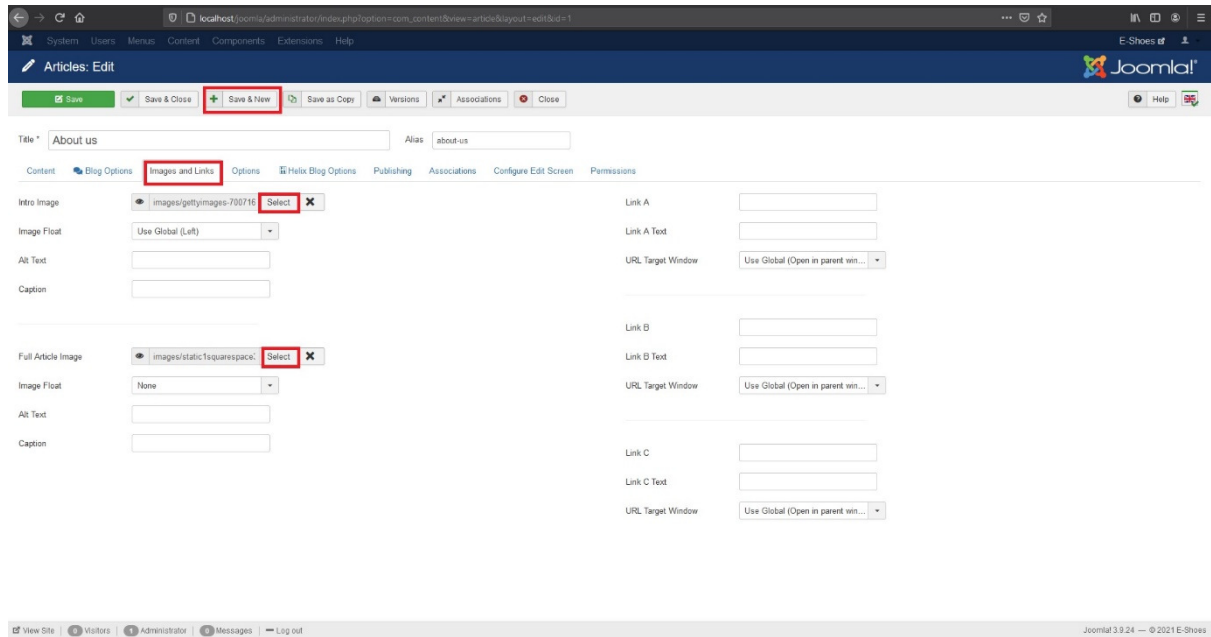 localhost/joomla/administrator/index.php?option=com_content&view=article&layout=edit&id=1
System Users Menus Content Components Extensions Help E-Shoes
Articles: Edit Joomla!
Save Save & Close Save & New Save as Copy Versions Associations Close Help
Title * About us Alias about-us
Content Blog Options Images and Links Options Helix Blog Options Publishing Associations Configure Edit Screen Permissions
Intro Image images/gettyimages-700716 Select Link A
Image Float Use Global (Left) Link A Text
Alt Text URL Target Window Use Global (Open in parent win...
Caption
Link B
Full Article Image images/static1squarespace Select Link B Text
Image Float None URL Target Window Use Global (Open in parent win...
Alt Text
Caption Link C
Link C Text
URL Target Window Use Global (Open in parent win...
View Site 0 Visitors 1 Administrator 0 Messages Log out Joomla! 3.9.24 — © 2021 E-Shoes